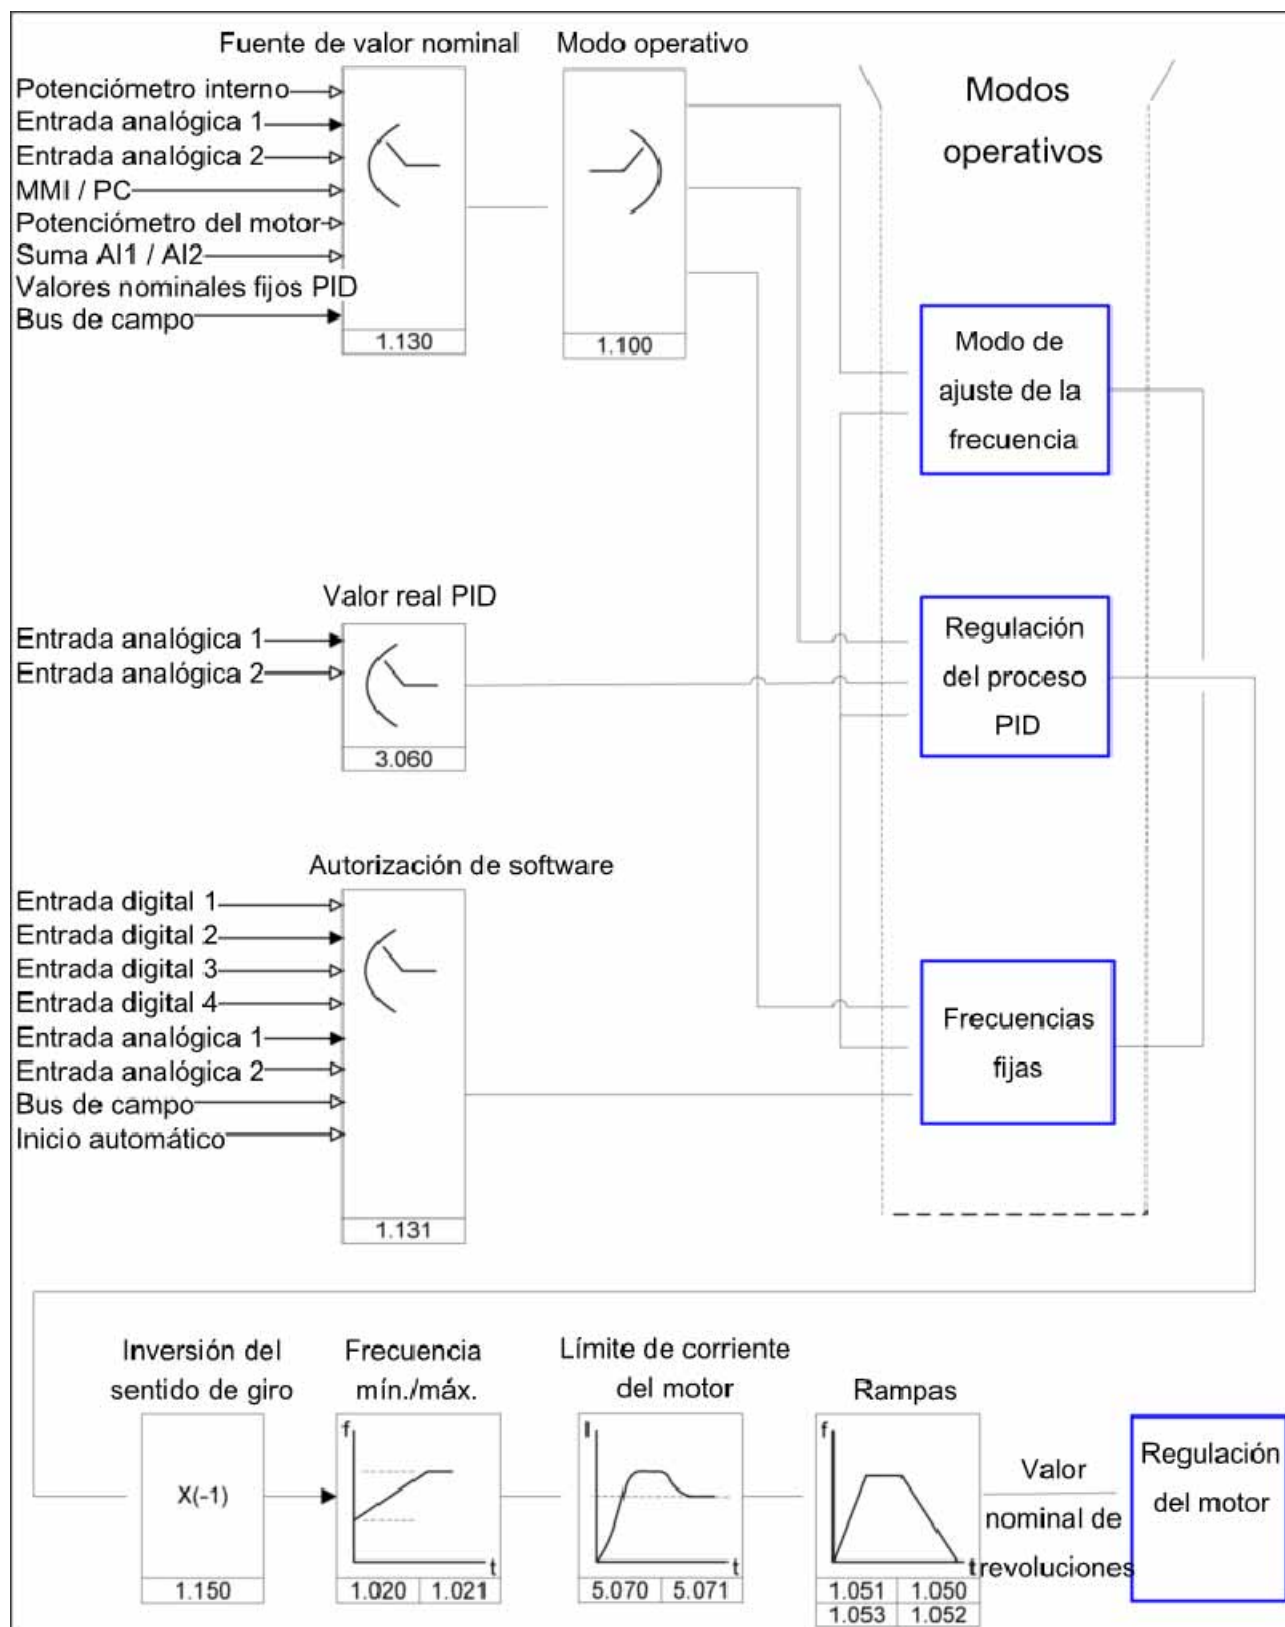 Fuente de valor nominal
Modo operativo
Modos
operativos
Potenciómetro interno
Entrada analógica 1
Entrada analógica 2
MMI / PC
Potenciómetro del motor
Suma AI1 / AI2
Valores nominales fijos PID
Bus de campo
1.130
1.100
Modo de
ajuste de la
frecuencia
Valor real PID
Entrada analógica 1
Entrada analógica 2
3.060
Regulación
del proceso
PID
Autorización de software
Entrada digital 1
Entrada digital 2
Entrada digital 3
Entrada digital 4
Entrada analógica 1
Entrada analógica 2
Bus de campo
Inicio automático
1.131
Frecuencias
fijas
Inversión del
sentido de giro
X(-1)
1.150
Frecuencia
mín./máx.
f
t
1.020 1.021
Límite de corriente
del motor
I
t
5.070 5.071
Rampas
f
t
1.051 1.050
1.053 1.052
Valor
nominal de
revoluciones
Regulación
del motor